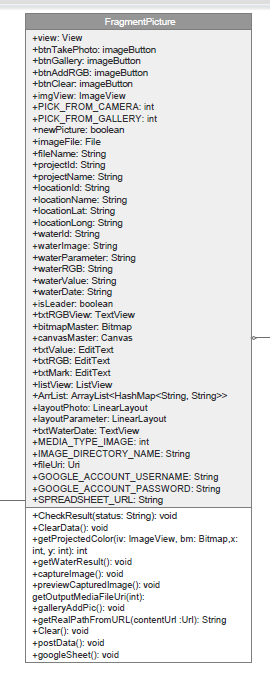 FragmentPicture
+view: View
+btnTakePhoto: imageButton
+btnGallery: imageButton
+btnAddRGB: imageButton
+btnClear: imageButton
+imgView: ImageView
+PICK_FROM_CAMERA: int
+PICK_FROM_GALLERY: int
+newPicture: boolean
+imageFile: File
+fileName: String
+projectId: String
+projectName: String
+locationId: String
+locationName: String
+locationLat: String
+locationLong: String
+waterId: String
+waterImage: String
+waterParameter: String
+waterRGB: String
+waterValue: String
+waterDate: String
+isLeader: boolean
+txtRGBView: TextView
+bitmapMaster: Bitmap
+canvasMaster: Canvas
+txtValue: EditText
+txtRGB: EditText
+txtMark: EditText
+listView: ListView
+ArrList: ArrayList<HashMap<String, String>>
+layoutPhoto: LinearLayout
+layoutParameter: LinearLayout
+txtWaterDate: TextView
+MEDIA_TYPE_IMAGE: int
+IMAGE_DIRECTORY_NAME: String
+fileUri: Uri
+GOOGLE_ACCOUNT_USERNAME: String
+GOOGLE_ACCOUNT_PASSWORD: String
+SPREADSHEET_URL: String
+CheckResult(status: String): void
+ClearData(): void
+getProjectedColor(iv: ImageView, bm: Bitmap,x:
int, y: int): int
+getWaterResult(): void
+captureImage(): void
+previewCapturedImage(): void
getOutputMediaFileUri(int):
+galleryAddPic(): void
+getRealPathFromURL(contentUrl :Url): String
+Clear(): void
+postData(): void
+googleSheet(): void